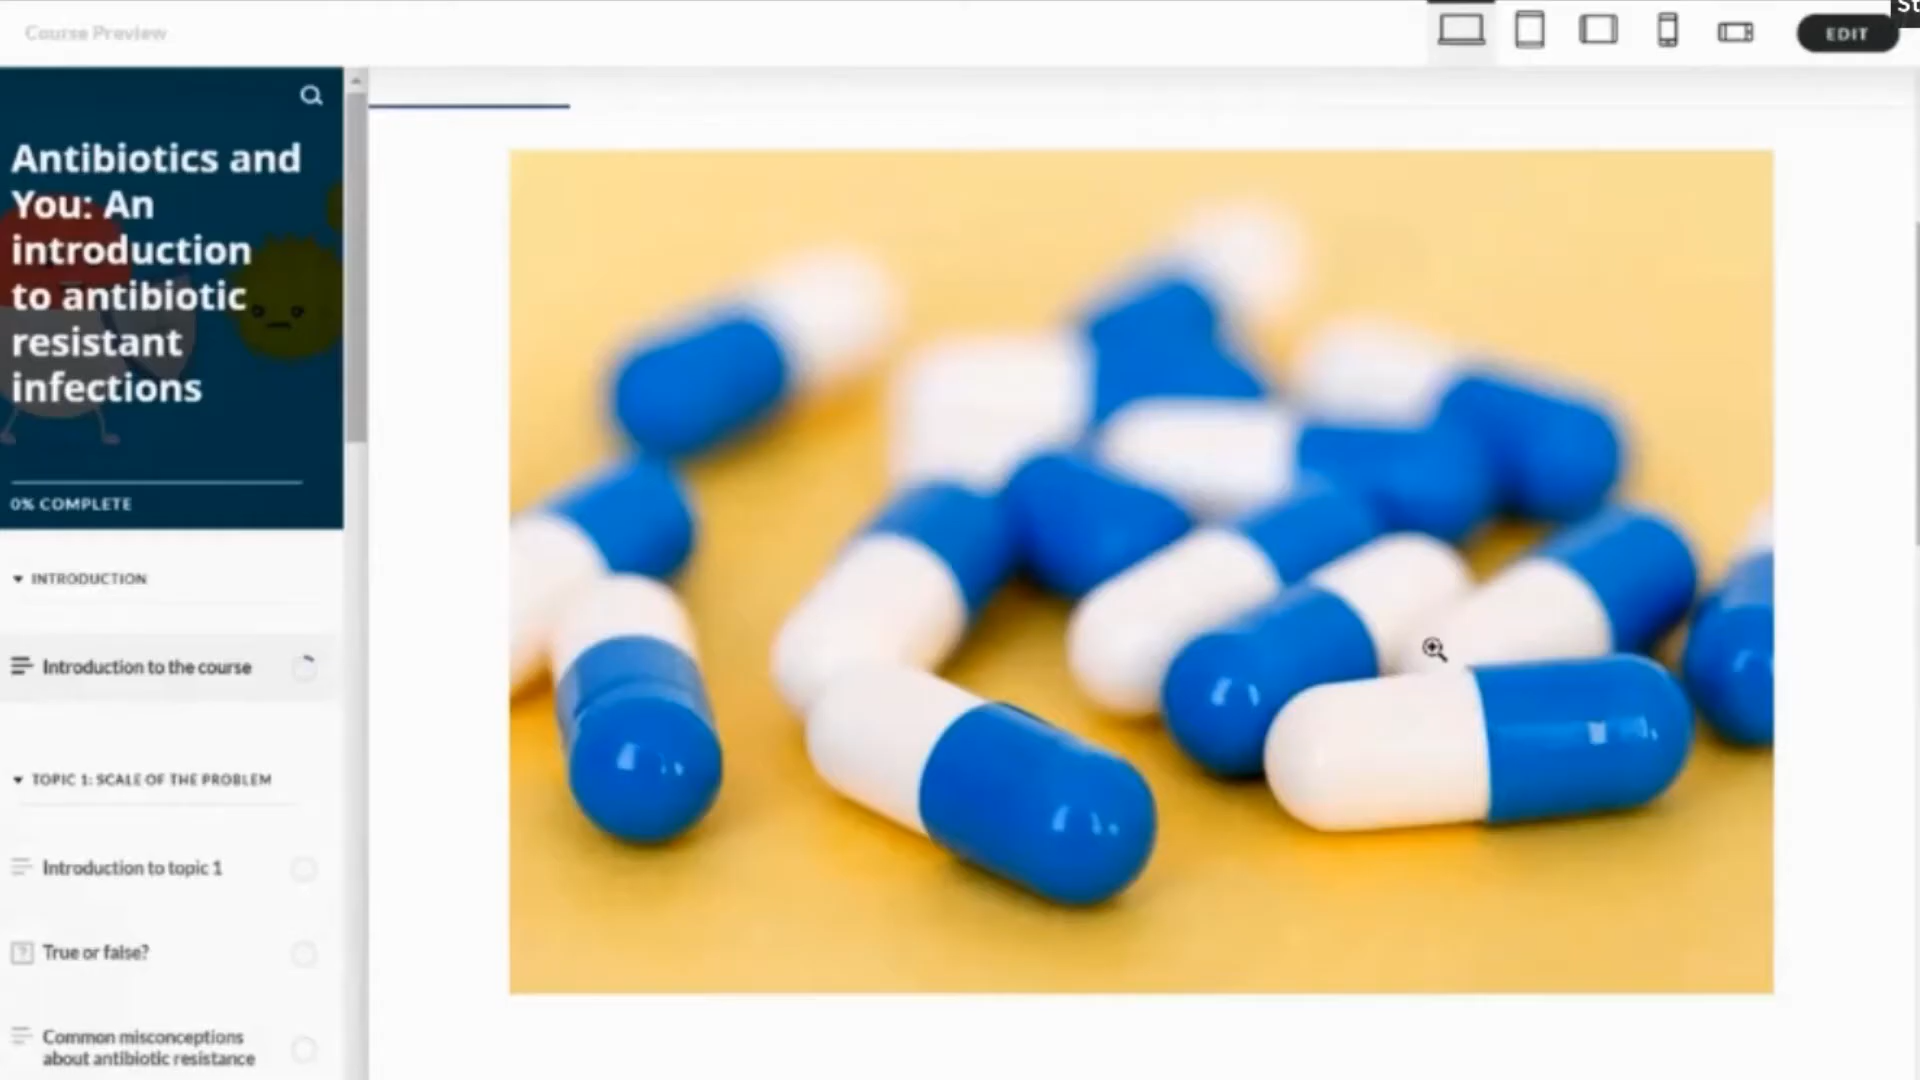 Course Preview
St
EDIT
Antibiotics and
You: An
introduction
to antibiotic
resistant
infections
0% COMPLETE
INTRODUCTION
Introduction to the course
TOPIC 1: SCALE OF THE PROBLEM
Introduction to topic 1
True or false?
Common misconceptions
about antibiotic resistance